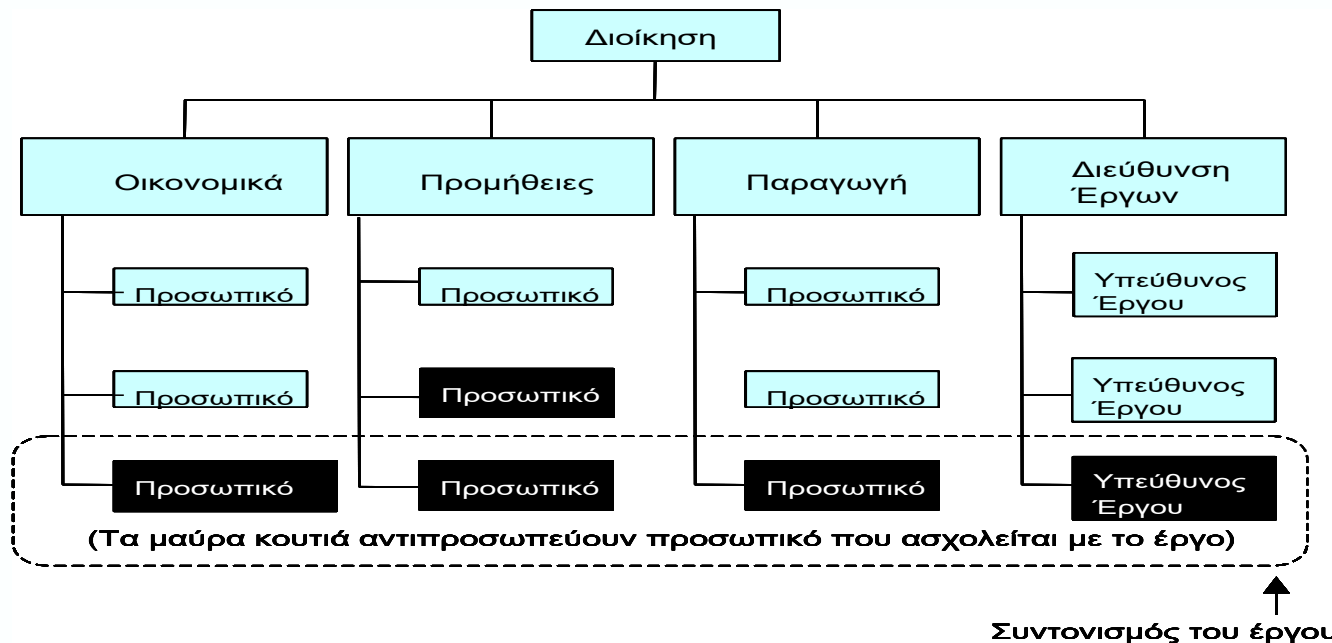 Διοίκηση
Οικονομικά
Προμήθειες
Παραγωγή
Διεύθυνση
Έργων
Προσωπικό
Προσωπικό
Προσωπικό
Υπεύθυνος
Έργου
Προσωπικό
Προσωπικό
Προσωπικό
Υπεύθυνος
Έργου
Προσωπικό
Προσωπικό
Προσωπικό
Υπεύθυνος
Έργου
(Τα μαύρα κουτιά αντιπροσωπεύουν προσωπικό που ασχολείται με το έργο)
Συντονισμός του έργου